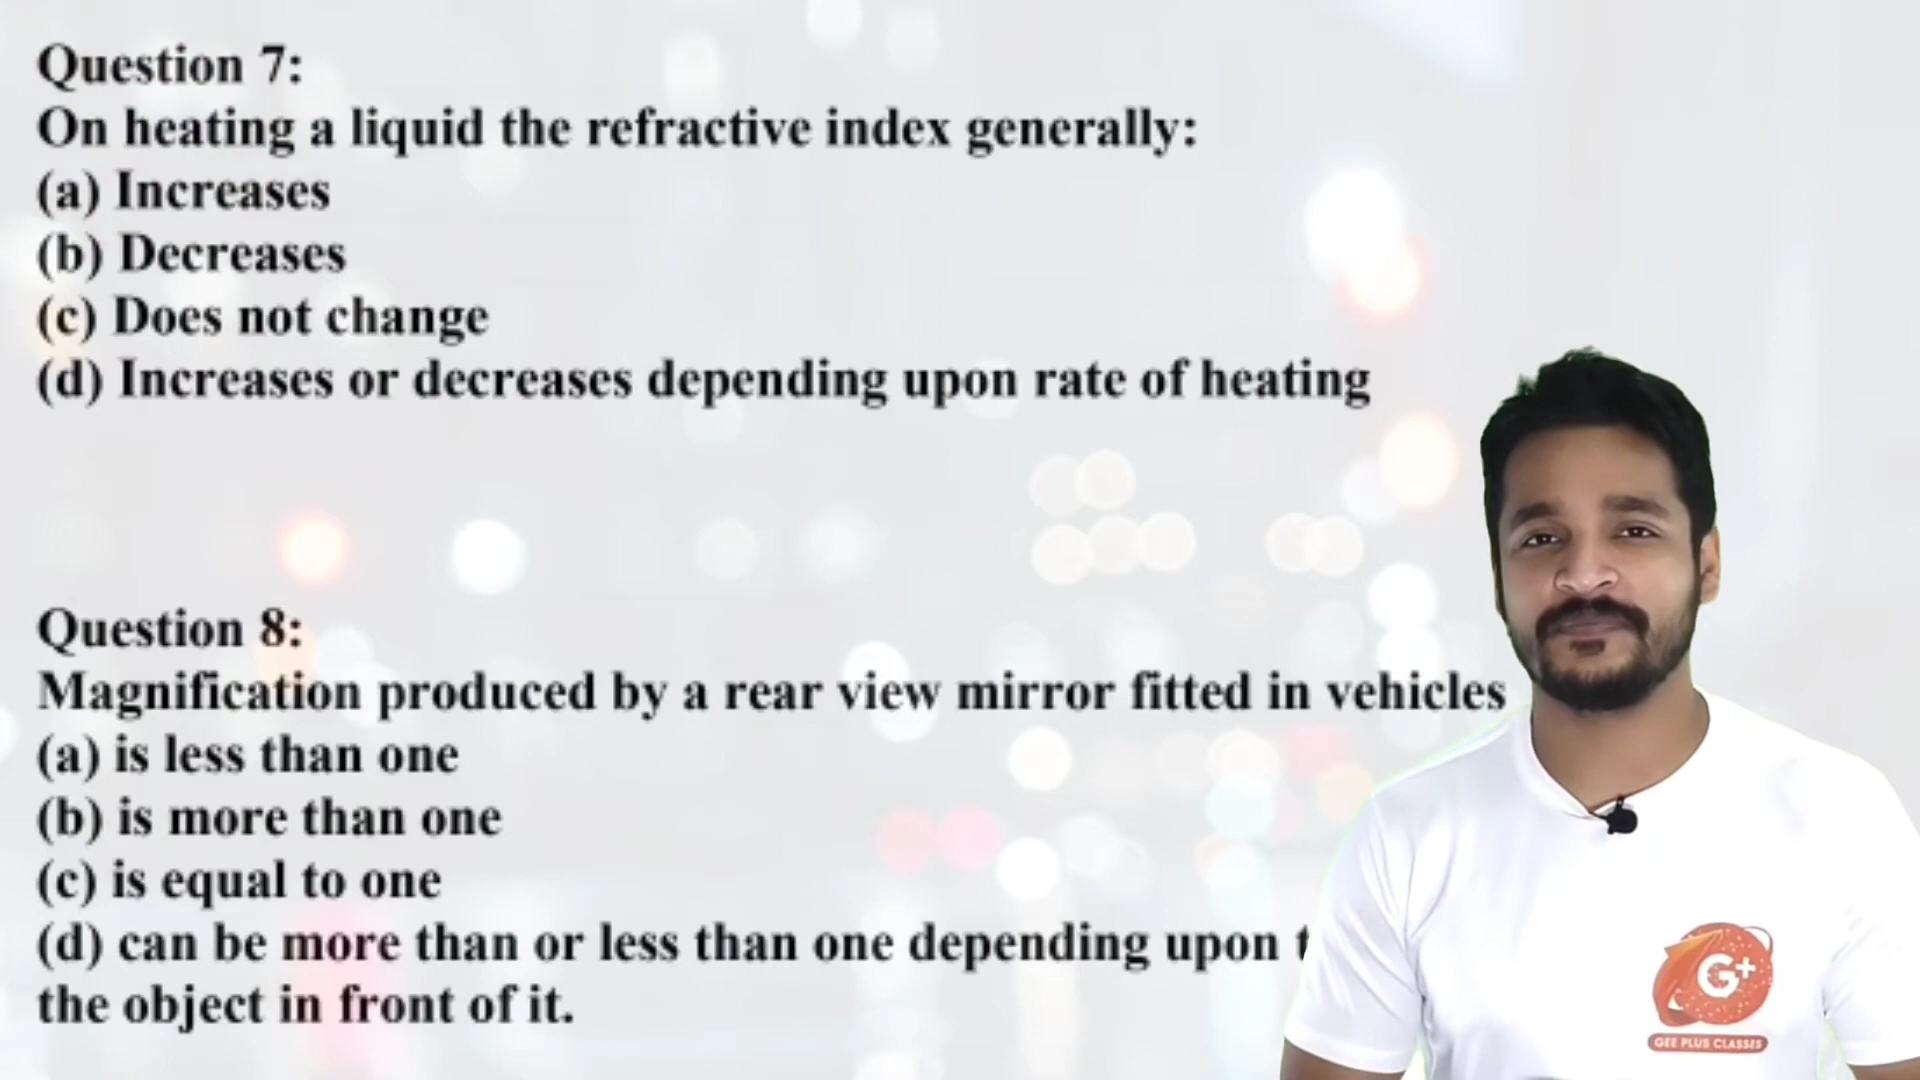 Question 7:
On heating a liquid the refractive index generally:
(a) Increases
(b) Decreases
(c) Does not change
(d) Increases or decreases depending upon rate of heating
Question 8:
Magnification produced by a rear view mirror fitted in vehicles
(a) is less than one
(b) is more than one
(c) is equal to one
(d) can be more than or less than one depending upon
the object in front of it.
G+
GEE PLUS CLASSES